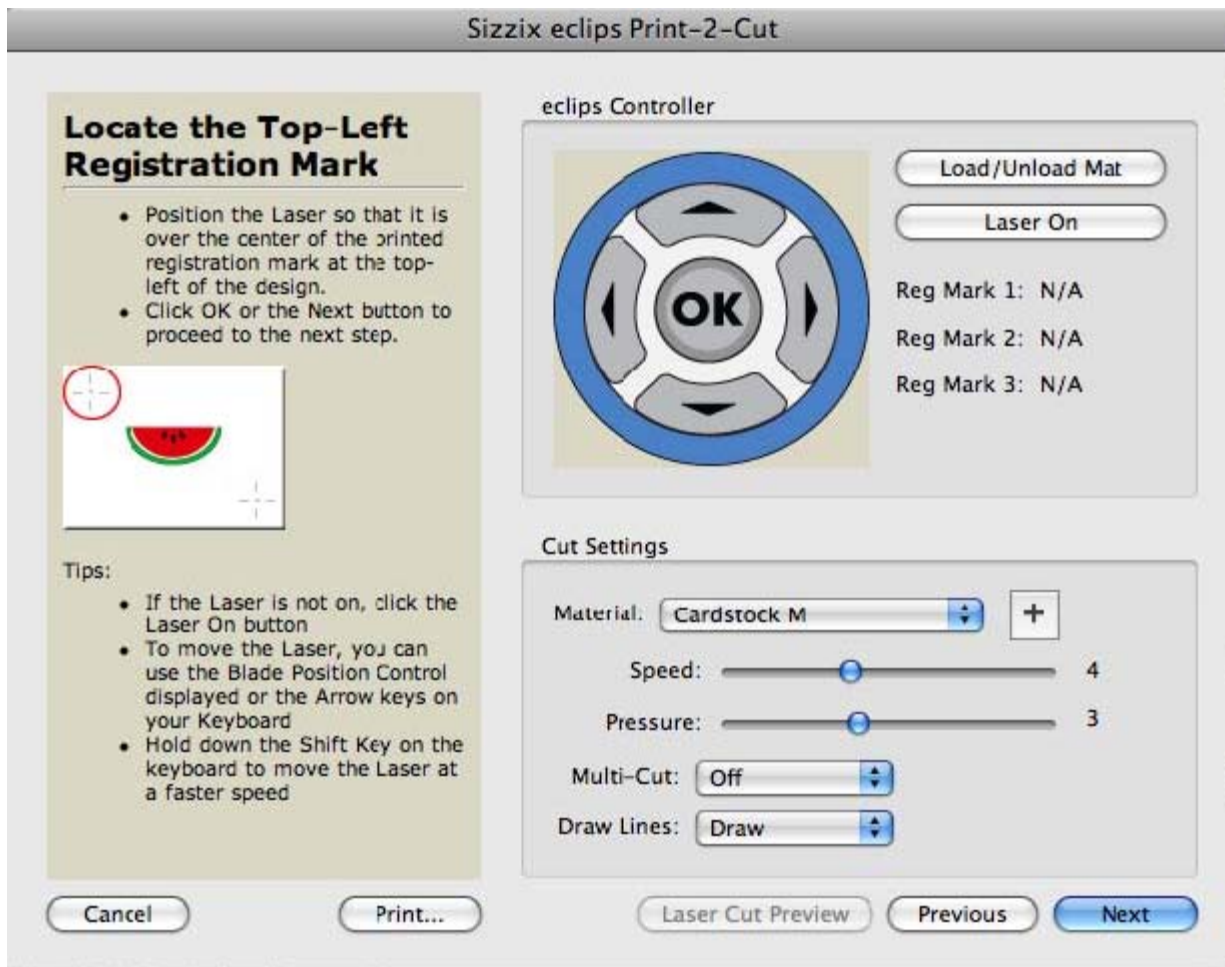 Sizzix eclips Print-2-Cut
Locate the Top-Left
Registration Mark
• Position the Laser so that it is
over the center of the printed
registration mark at the top-
left of the design.
• Click OK or the Next button to
proceed to the next step.
Tips:
• If the Laser is not on, click the
Laser On button
• To move the Laser, you can
use the Blade Position Control
displayed or the Arrow keys on
your Keyboard
• Hold down the Shift Key on the
keyboard to move the Laser at
a faster speed
eclips Controller
OK
Load/Unload Mat
Laser On
Reg Mark 1: N/A
Reg Mark 2: N/A
Reg Mark 3: N/A
Cut Settings
Material: Cardstock M +
Speed: 4
Pressure: 3
Multi-Cut: Off
Draw Lines: Draw
Cancel
Print...
Laser Cut Preview
Previous
Next